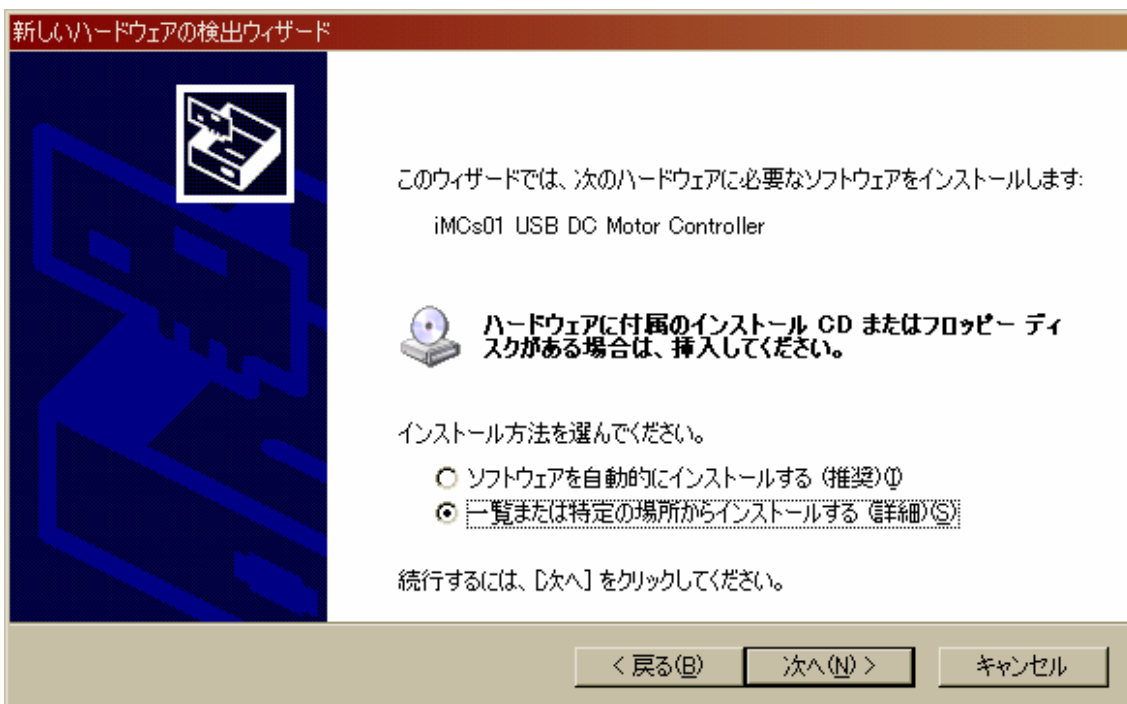 新しいハードウェアの検出ウィザード
このウィザードでは、次のハードウェアに必要なソフトウェアをインストールします:
iMCs01 USB DC Motor Controller
ハードウェアに付属のインストール CD またはフロッピー ディ
スクがある場合は、挿入してください。
インストール方法を選んでください。
ソフトウェアを自動的にインストールする (推奨)(I)
一覧または特定の場所からインストールする (詳細)(S)
続行するには、[次へ] をクリックしてください。
< 戻る(B)
次へ(N) >
キャンセル